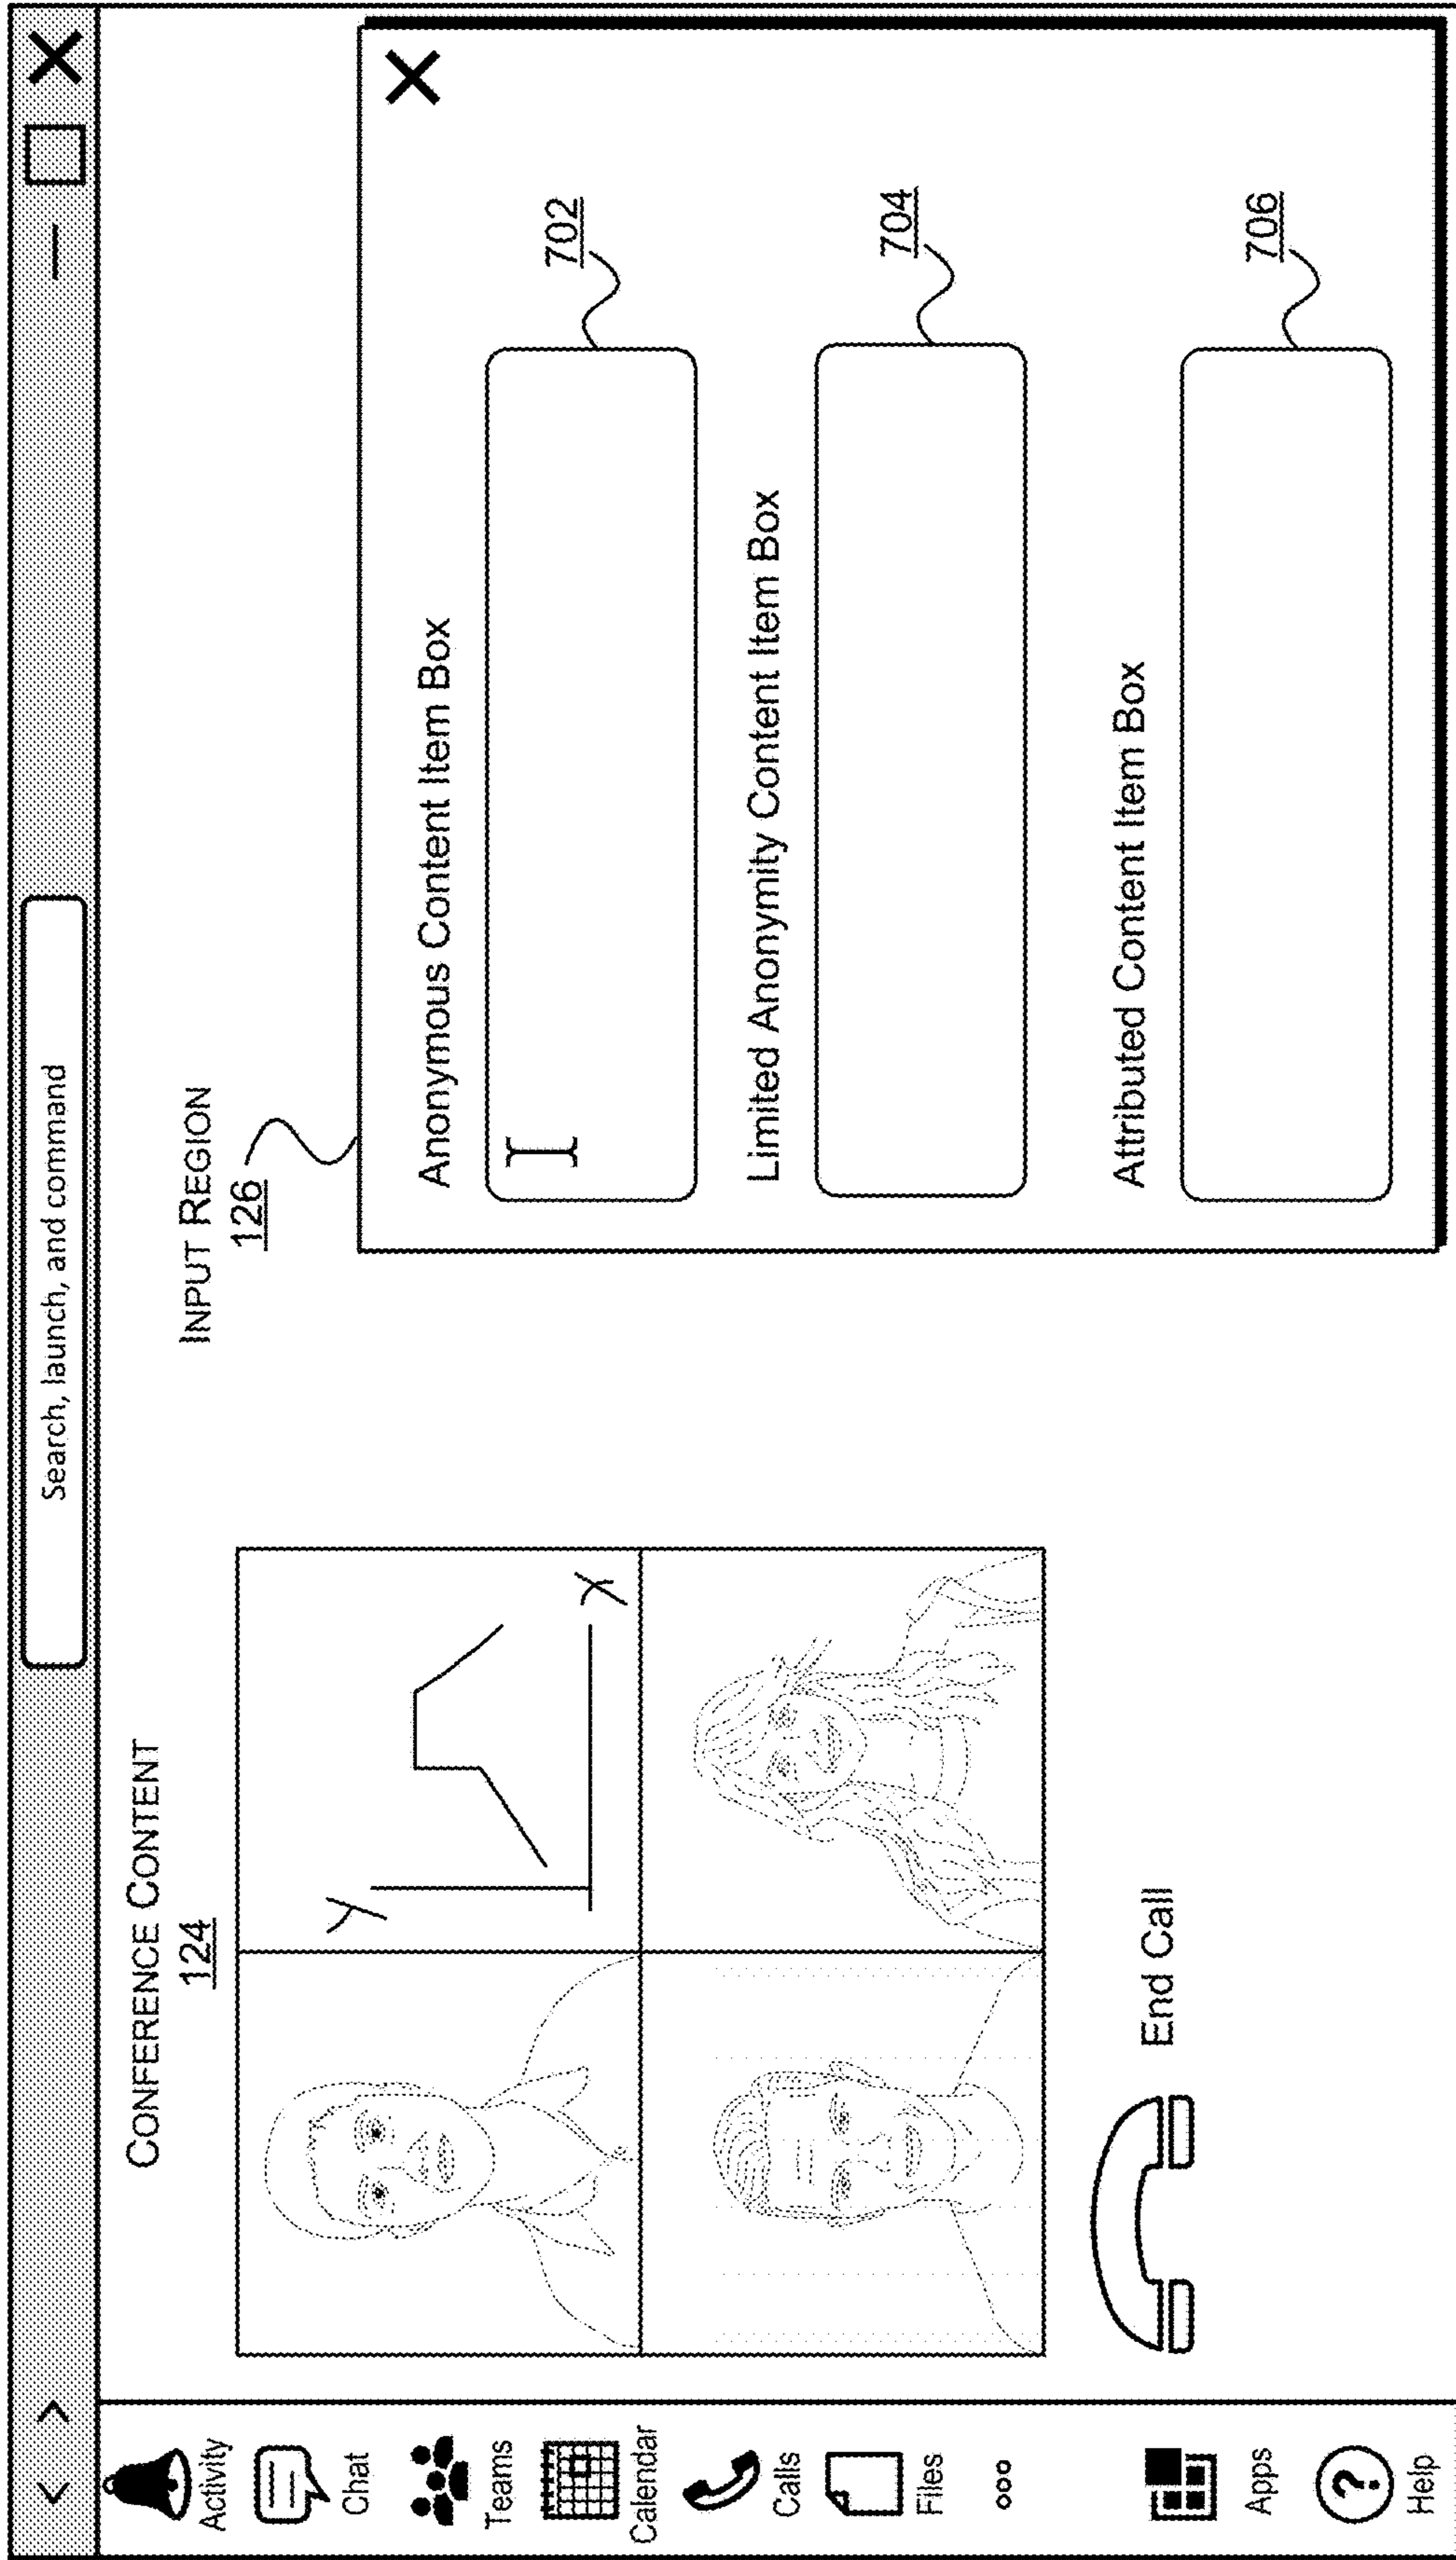 < >
Search, launch, and command
Activity
Chat
Teams
Calendar
Calls
Files
Apps
? 
Help
CONFERENCE CONTENT
124
Y
X
End Call
INPUT REGION
126
Anonymous Content Item Box
702
Limited Anonymity Content Item Box
704
Attributed Content Item Box
706